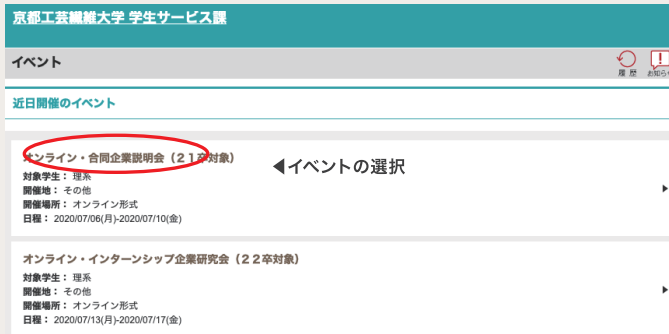 京都工芸繊維大学 学生サービス課
イベント
履 歴 お知らせ
近日開催のイベント
オンライン・合同企業説明会（２１卒対象）
◀イベントの選択
対象学生： 理系
開催地： その他
開催場所： オンライン形式
日程： 2020/07/06(月)-2020/07/10(金)
オンライン・インターンシップ企業研究会（２２卒対象）
対象学生： 理系
開催地： その他
開催場所： オンライン形式
日程： 2020/07/13(月)-2020/07/17(金)